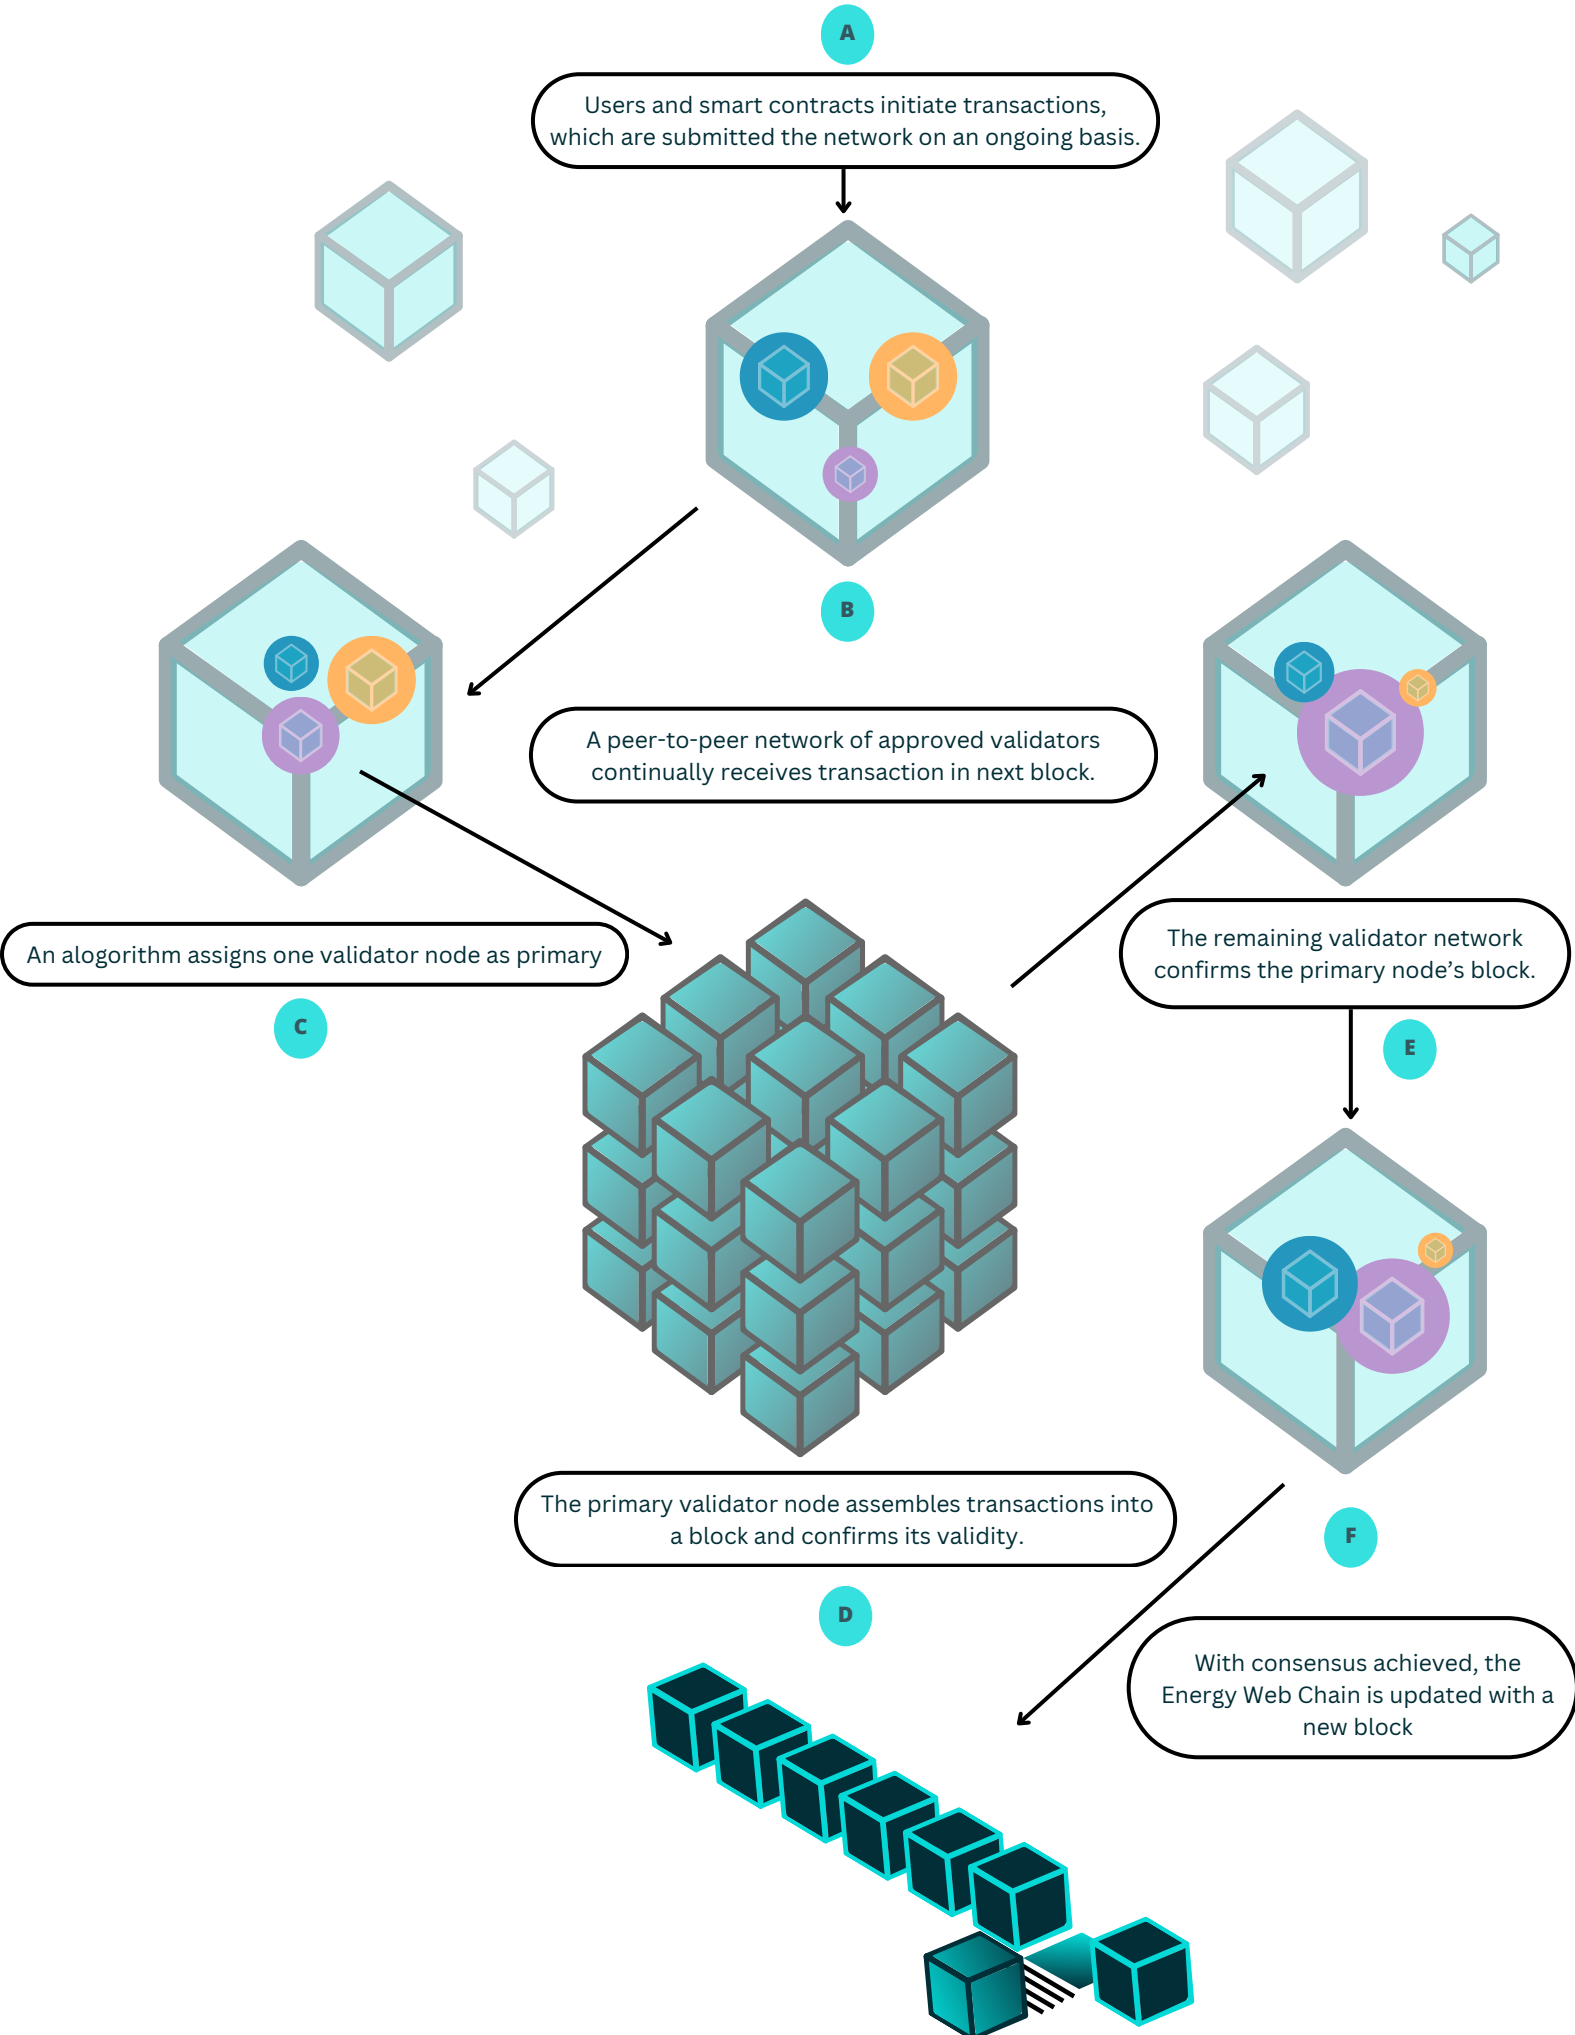 A
Users and smart contracts initiate transactions,
which are submitted the network on an ongoing basis.
B
A peer-to-peer network of approved validators
continually receives transaction in next block.
An alogorithm assigns one validator node as primary
C
The remaining validator network
confirms the primary node’s block.
E
The primary validator node assembles transactions into
a block and confirms its validity.
D
F
With consensus achieved, the
Energy Web Chain is updated with a
new block